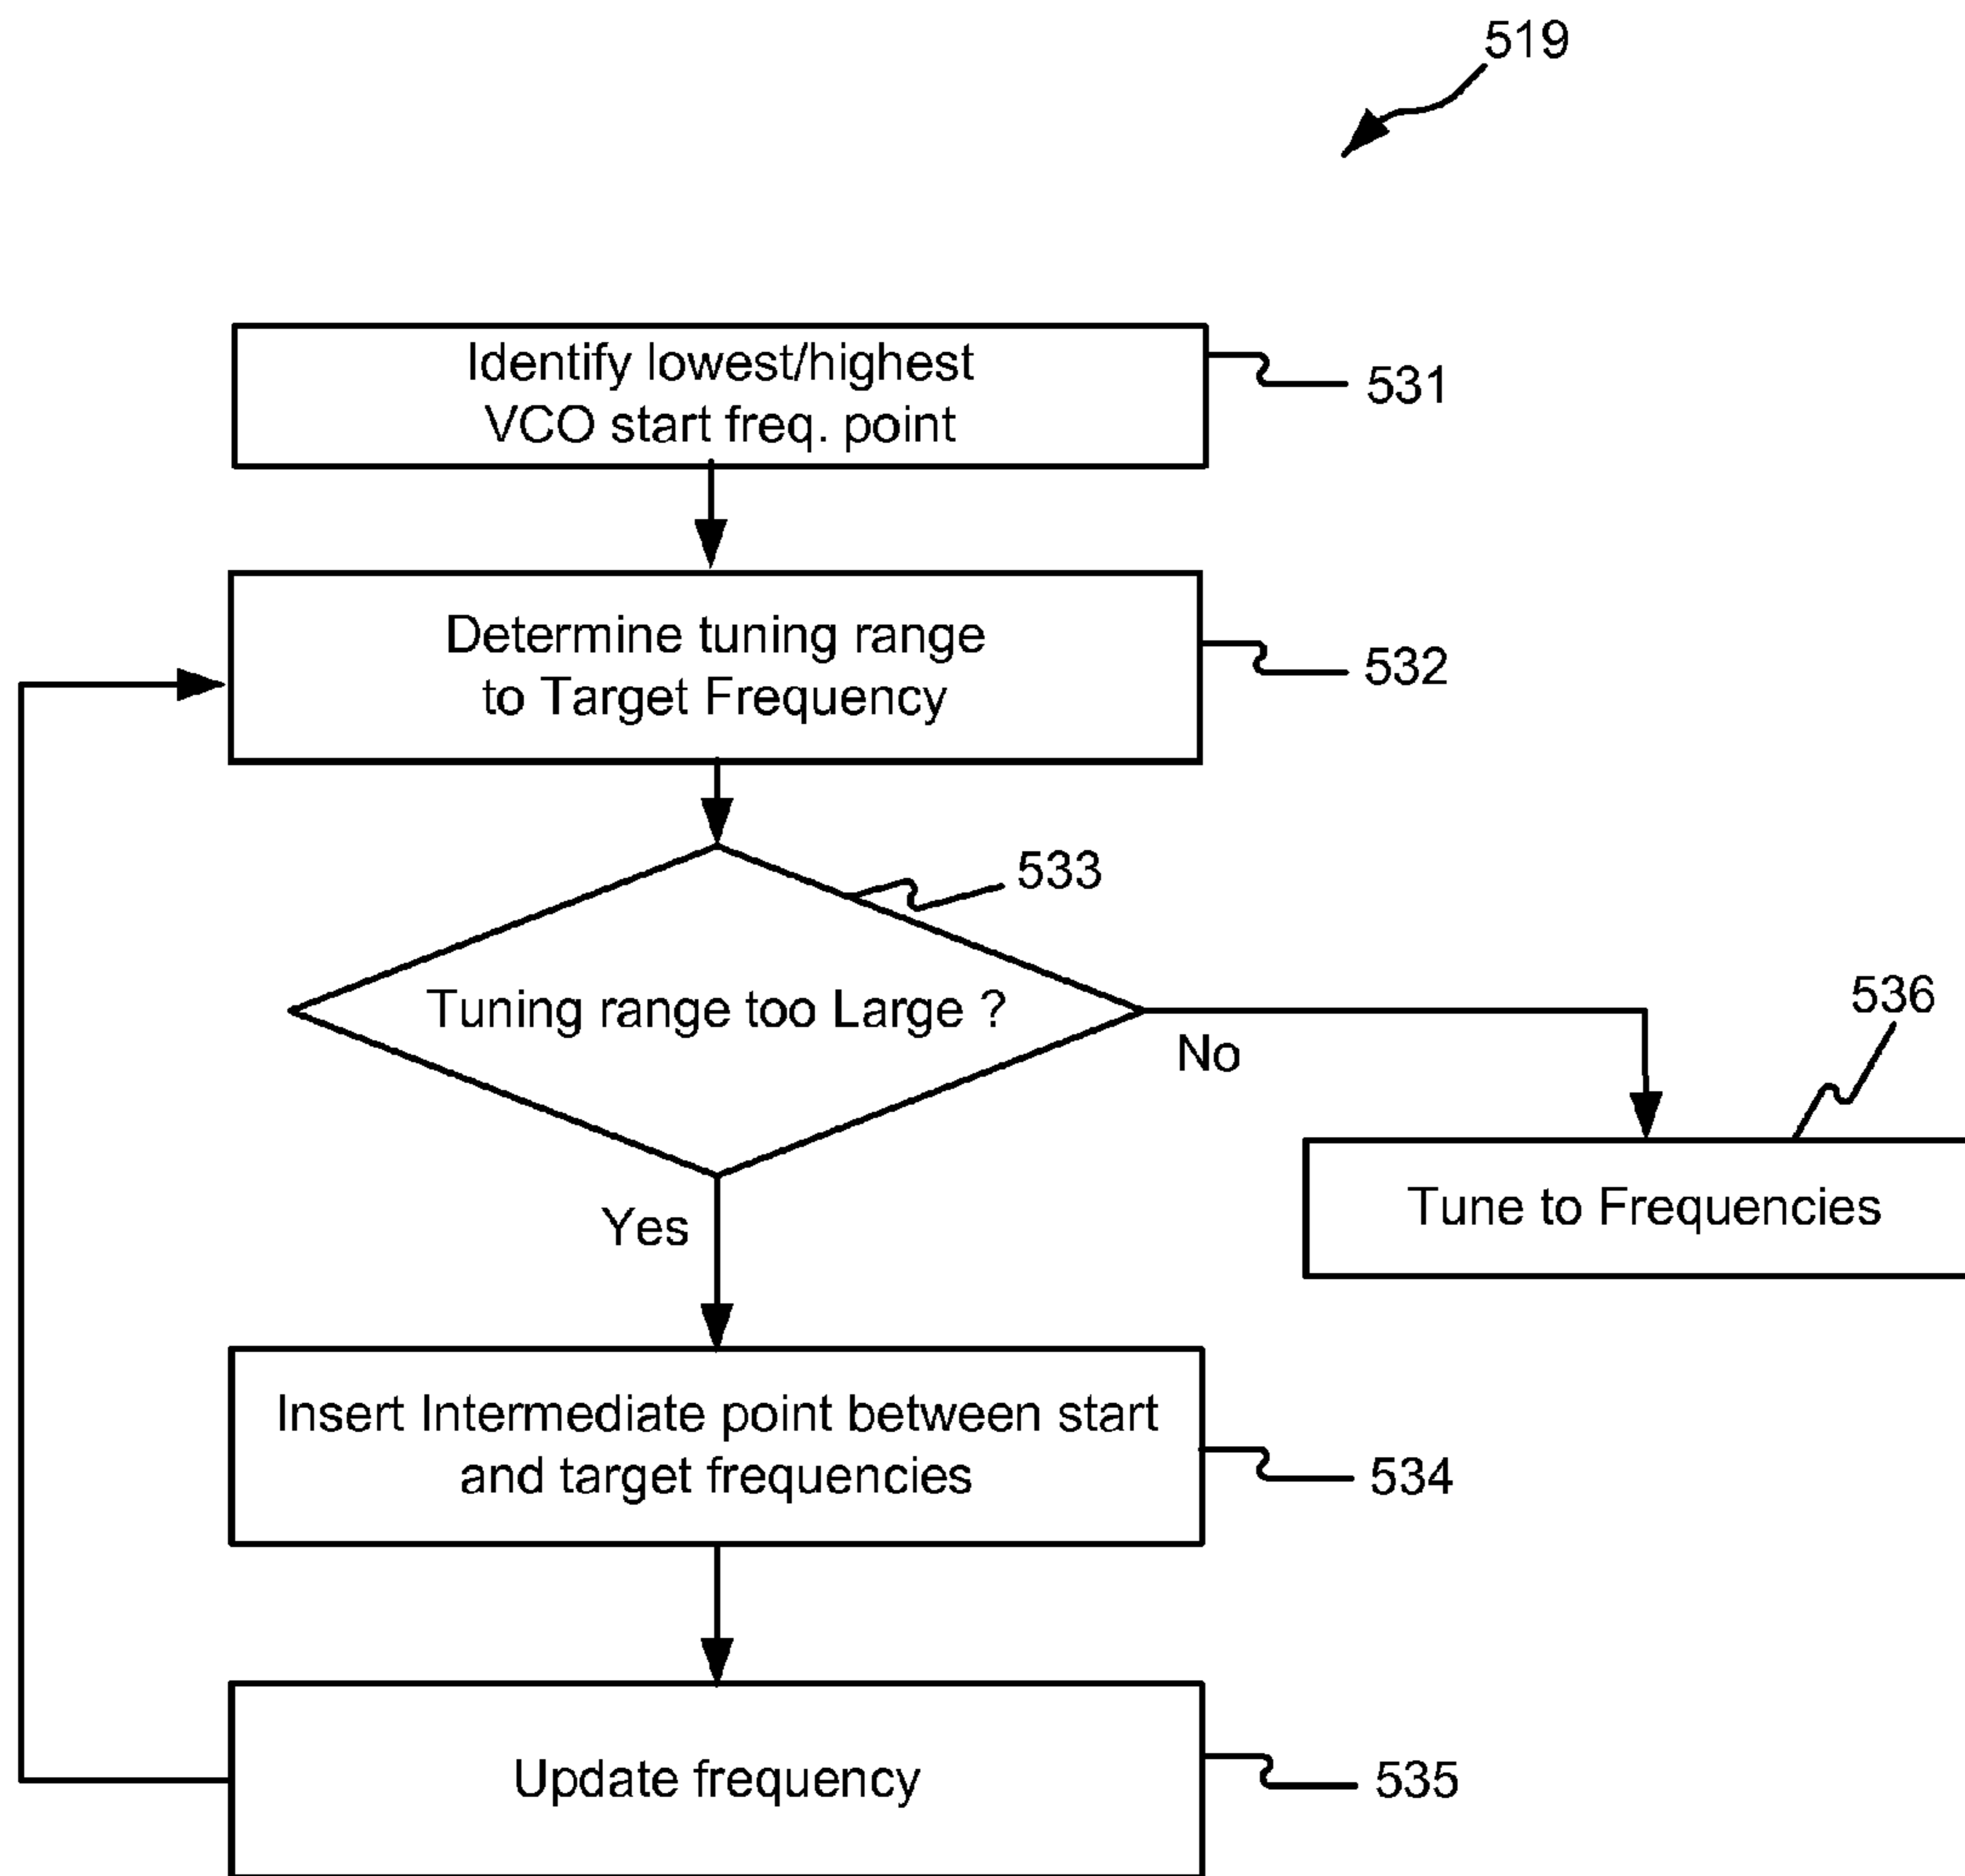 519
Identify lowest/highest
VCO start freq. point
531
Determine tuning range
to Target Frequency
532
533
Tuning range too Large ?
No
536
Yes
Tune to Frequencies
Insert Intermediate point between start
and target frequencies
534
Update frequency
535